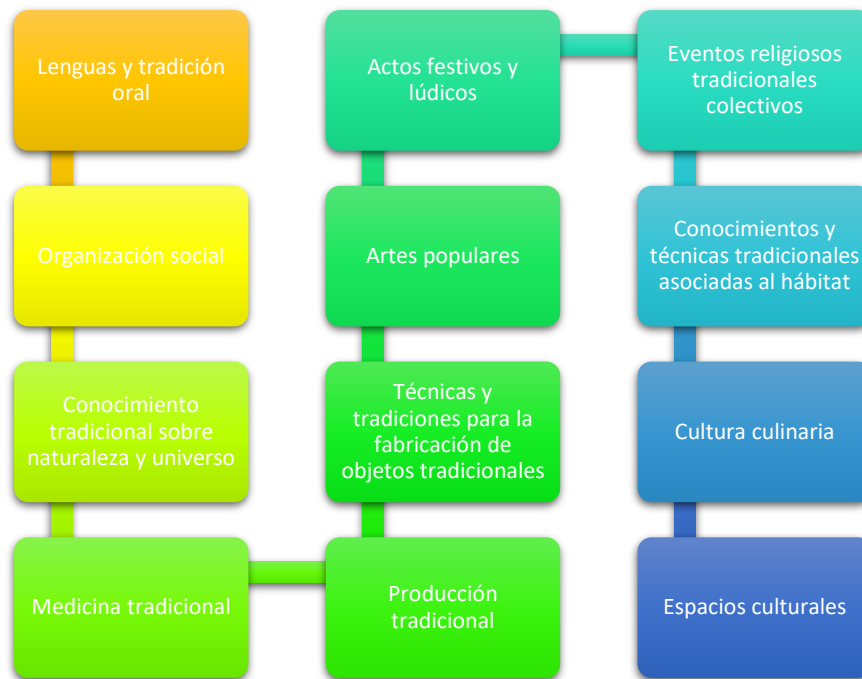 Lenguas y tradición
oral
Organización social
Conocimiento
tradicional sobre
naturaleza y universo
Medicina tradicional
Producción
tradicional
Técnicas y
tradiciones para la
fabricación de
objetos tradicionales
Artes populares
Actos festivos y
lúdicos
Eventos religiosos
tradicionales
colectivos
Conocimientos y
técnicas tradicionales
asociadas al hábitat
Cultura culinaria
Espacios culturales